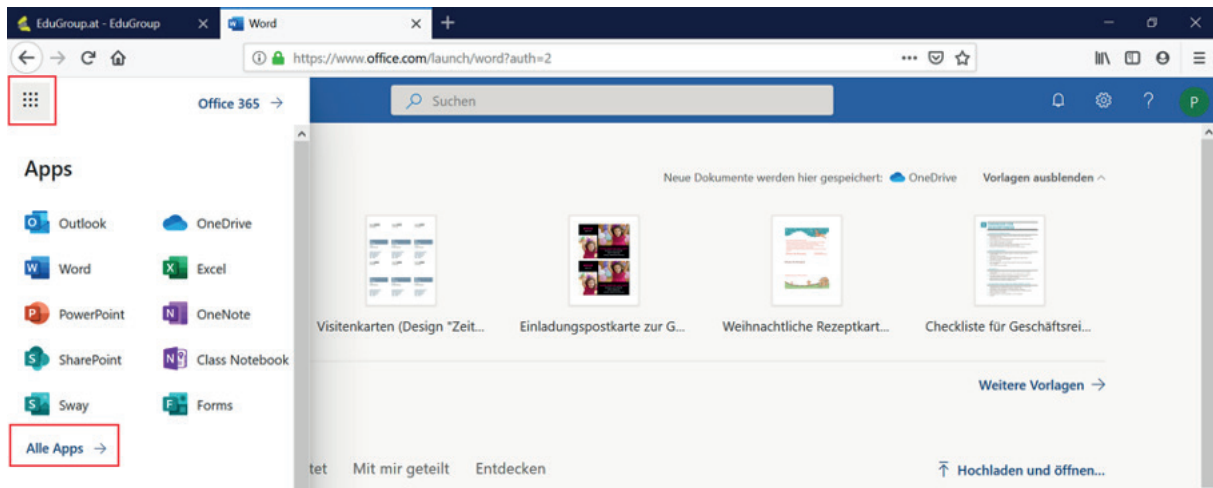 EduGroup.at - EduGroup
Word
https://www.office.com/launch/word?auth=2
Office 365 →
Suchen
?
P
Apps
Neue Dokumente werden hier gespeichert: OneDrive
Vorlagen ausblenden
Outlook
OneDrive
Word
Excel
PowerPoint
OneNote
SharePoint
Class Notebook
Sway
Forms
Alle Apps →
Visitenkarten (Design "Zeit...
Einladungspostkarte zur G...
Weihnachtliche Rezeptkart...
Checkliste für Geschäftsrei...
Weitere Vorlagen →
tet
Mit mir geteilt
Entdecken
Hochladen und öffnen...